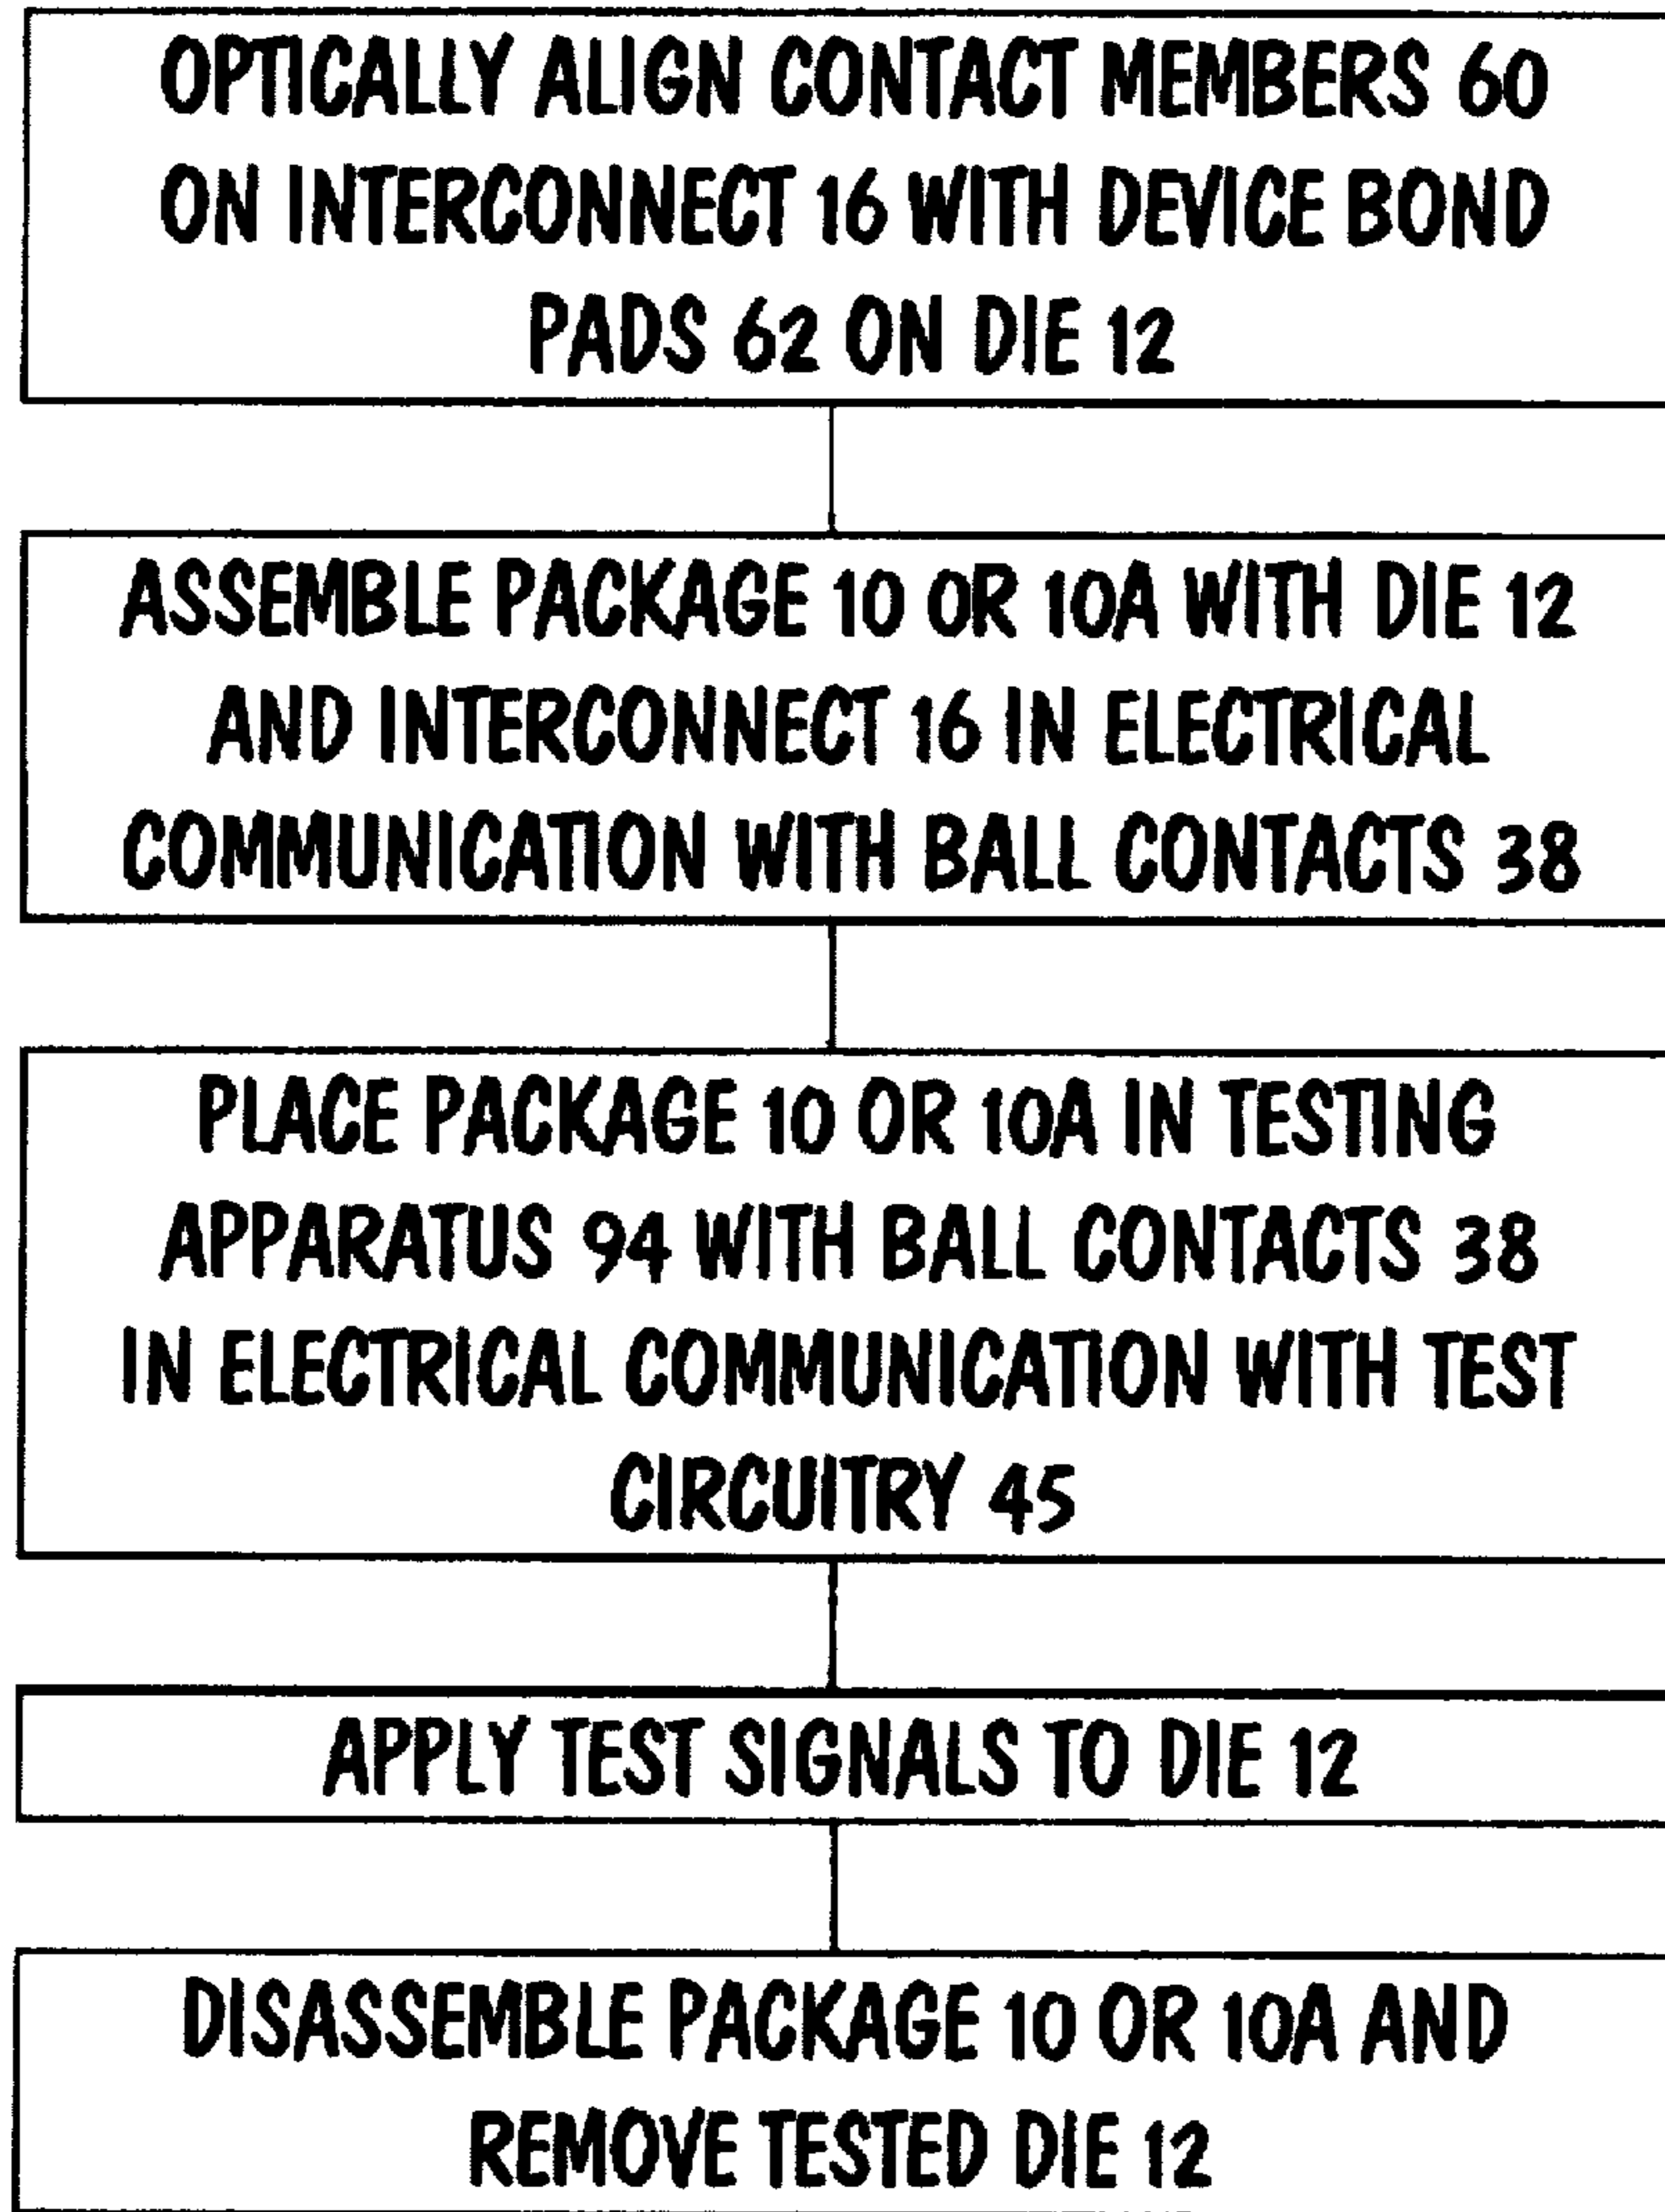 OPTICALLY ALIGN CONTACT MEMBERS 60
ON INTERCONNECT 16 WITH DEVICE BOND
PADS 62 ON DIE 12
ASSEMBLE PACKAGE 10 OR 10A WITH DIE 12
AND INTERCONNECT 16 IN ELECTRICAL
COMMUNICATION WITH BALL CONTACTS 38
PLACE PACKAGE 10 OR 10A IN TESTING
APPARATUS 94 WITH BALL CONTACTS 38
IN ELECTRICAL COMMUNICATION WITH TEST
CIRCUITRY 45
APPLY TEST SIGNALS TO DIE 12
DISASSEMBLE PACKAGE 10 OR 10A AND
REMOVE TESTED DIE 12